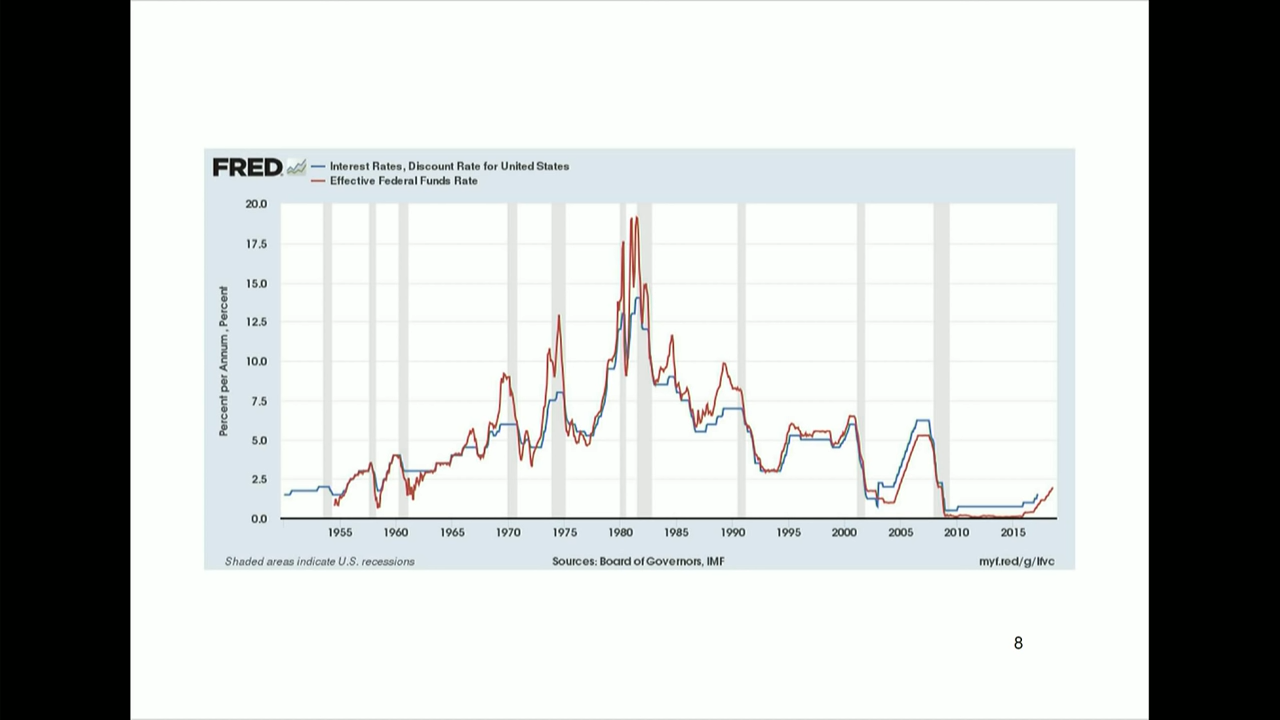 FRED
Interest Rates, Discount Rate for United States
Effective Federal Funds Rate
Percent per Annum , Percent
20.0
17.5
15.0
12.5
10.0
7.5
5.0
2.5
0.0
1955 1960 1965 1970 1975 1980 1985 1990 1995 2000 2005 2010 2015
Shaded areas indicate U.S. recessions Sources: Board of Governors, IMF
8